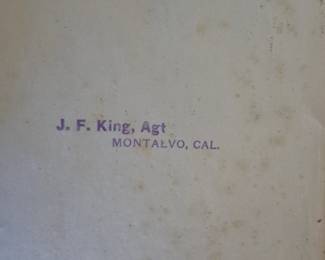 J. F. King, Agt
MONTALVO, CAL.